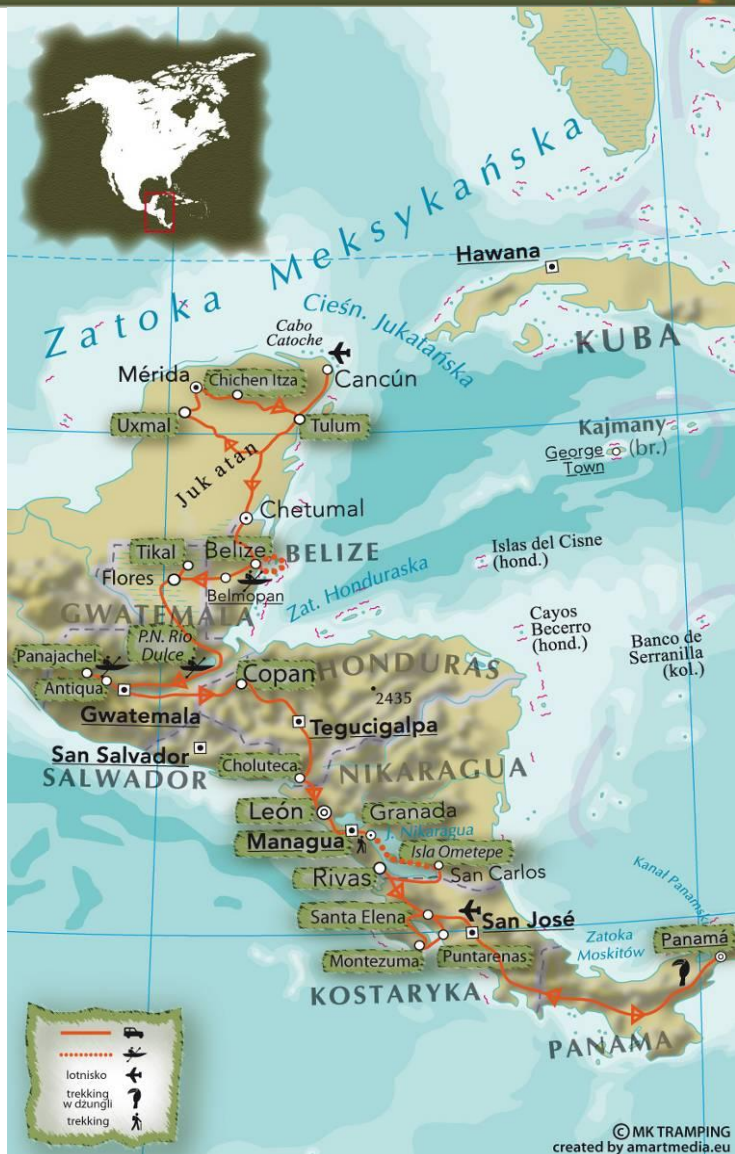 Zatoka Meksykańska
Hawana
Cieśn. Jukatańska
KUBA
Cabo
Catoche
Mérida
Chichen Itza
Cancún
Uxmal
Tulum
Kajmany
George
Town
(br.)
Jukatan
Chetumal
Tikal
Belize
BELIZE
Islas del Cisne
(hond.)
Flores
Belmopan
Zat. Honduraska
GWATEMALA
P.N. Rio
Dulce
Cayos
Becerro
(hond.)
Banco de
Serranilla
(kol.)
Panajachel
Antiqua
Copan
HONDURAS
2435
Gwatemala
Tegucigalpa
San Salvador
SALWADOR
Choluteca
NIKARAGUA
León
Granada
Managua
J. Nikaragua
Isla Ometepe
Rivas
San Carlos
Kanał Panamski
Santa Elena
San José
Zatoka
Moskitów
Panamá
Montezuma
Puntarenas
KOSTARYKA
PANAMA
lotnisko
trekking
w dżungli
trekking
© MK TRAMPING
created by amartmedia.eu